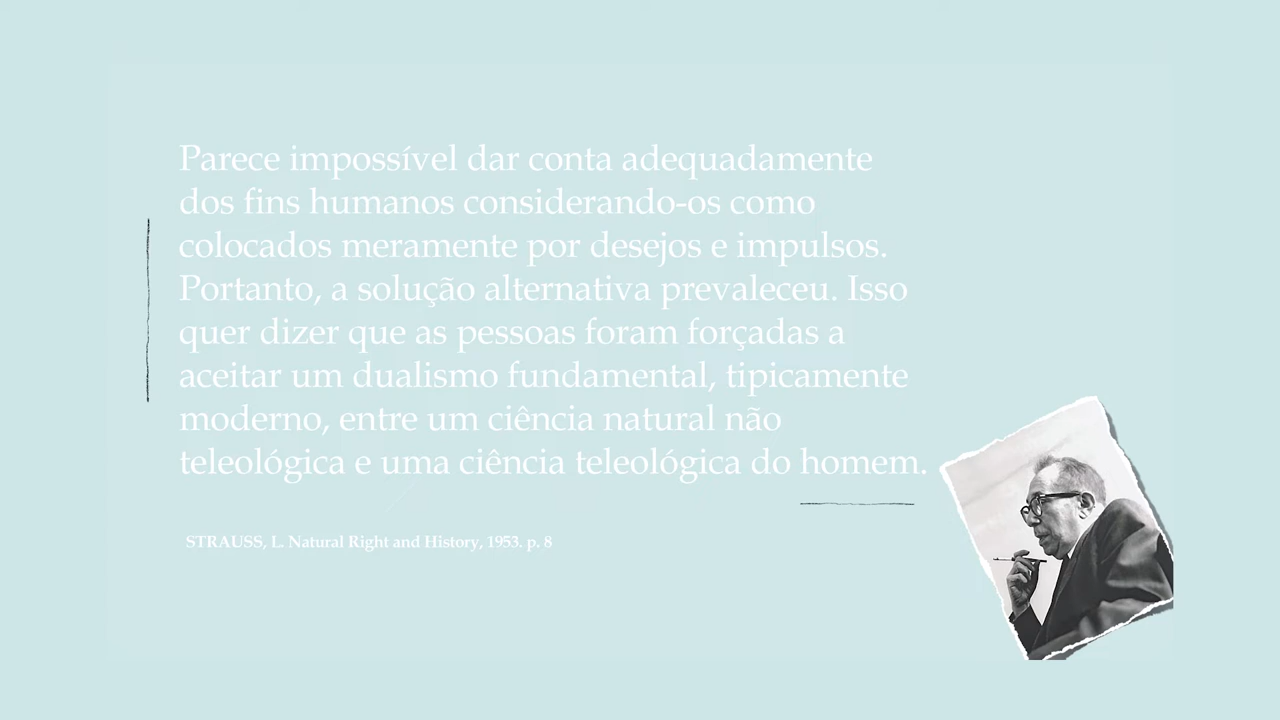 Parece impossível dar conta adequadamente
dos fins humanos considerando-os como
colocados meramente por desejos e impulsos.
Portanto, a solução alternativa prevaleceu. Isso
quer dizer que as pessoas foram forçadas a
aceitar um dualismo fundamental, tipicamente
moderno, entre um ciência natural não
teleológica e uma ciência teleológica do homem.
STRAUSS, L. Natural Right and History, 1953. p. 8